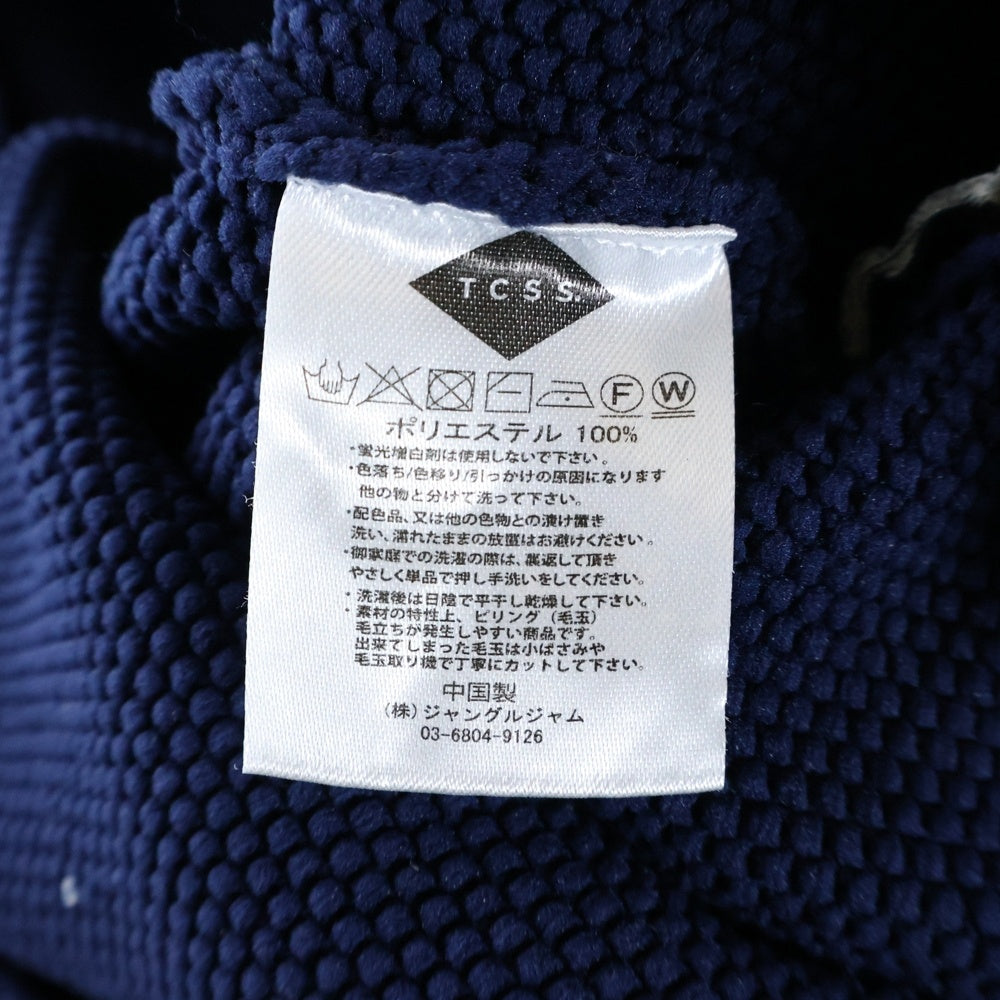 TCSS.
F W
ポリエステル 100%
・蛍光増白剤は使用しないで下さい。
・色落ち/色移り/引っかけの原因になります
他の物と分けて洗って下さい。
・配色品、又は他の色物との漬け置き
洗い、濡れたままの放置はお避けください。
・御家庭での洗濯の際は、裏返して頂き
やさしく単品で押し手洗いをしてください。
・洗濯後は日陰で平干し乾燥して下さい。
・素材の特性上、ピリング(毛玉)
毛立ちが発生しやすい商品です。
出来てしまった毛玉は小ばさみや
毛玉取り機で丁寧にカットして下さい。
中国製
(株)ジャングルジャム
03-6804-9126